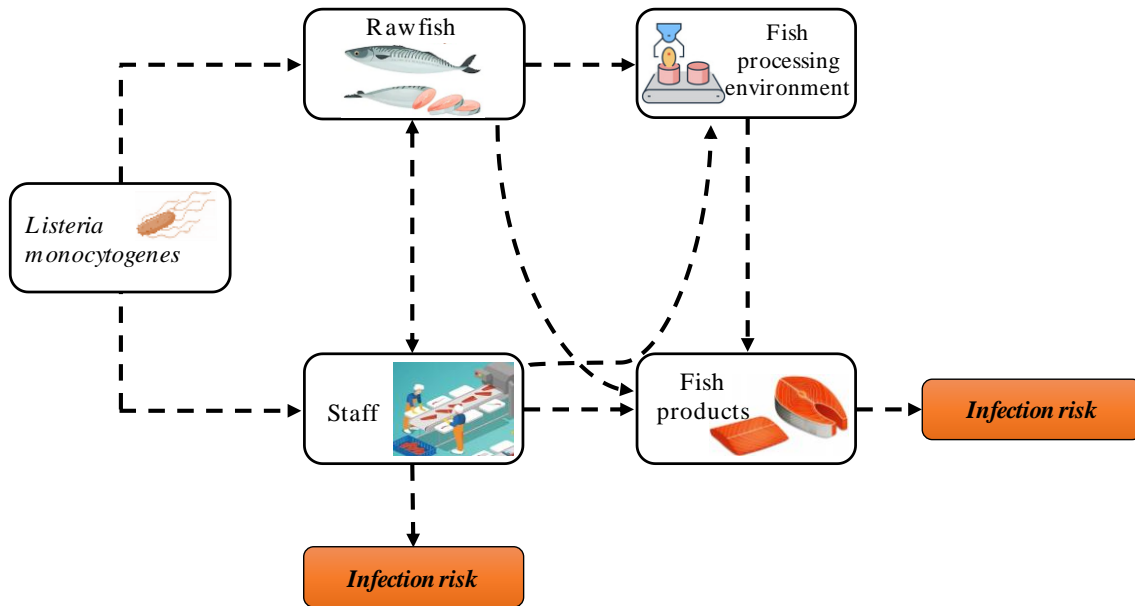 Rawfish
Fish
processing
environment
Listeria
monocytogenes
Staff
Fish
products
Infection risk
Infection risk